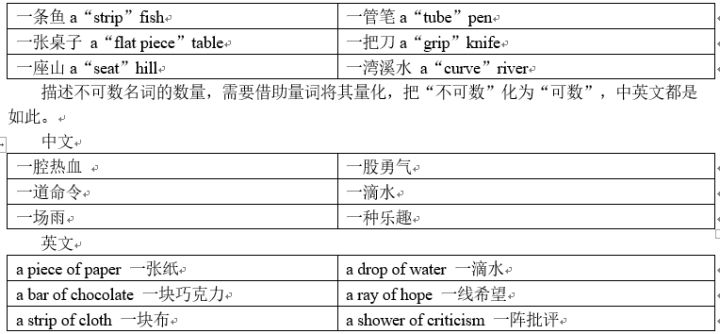 一条鱼 a“strip”fish 一管笔 a“tube”pen
一张桌子 a“flat piece”table 一把刀 a“grip”knife
一座山 a“seat”hill 一湾溪水 a“curve”river
描述不可数名词的数量，需要借助量词将其量化，把“不可数”化为“可数”，中英文都是
如此。
中文
一腔热血 一股勇气
一道命令 一滴水
一场雨 一种乐趣
英文
a piece of paper 一张纸 a drop of water 一滴水
a bar of chocolate 一块巧克力 a ray of hope 一线希望
a strip of cloth 一块布 a shower of criticism 一阵批评